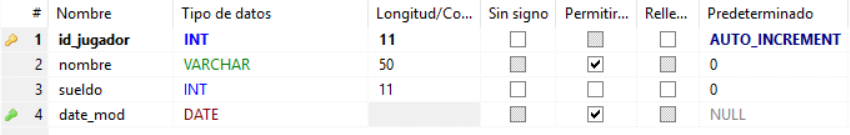 # Nombre Tipo de datos Longitud/Co... Sin signo Permitir... Relle... Predeterminado
1 id_jugador INT 11 AUTO_INCREMENT
2 nombre VARCHAR 50 0
3 sueldo INT 11 0
4 date_mod DATE NULL